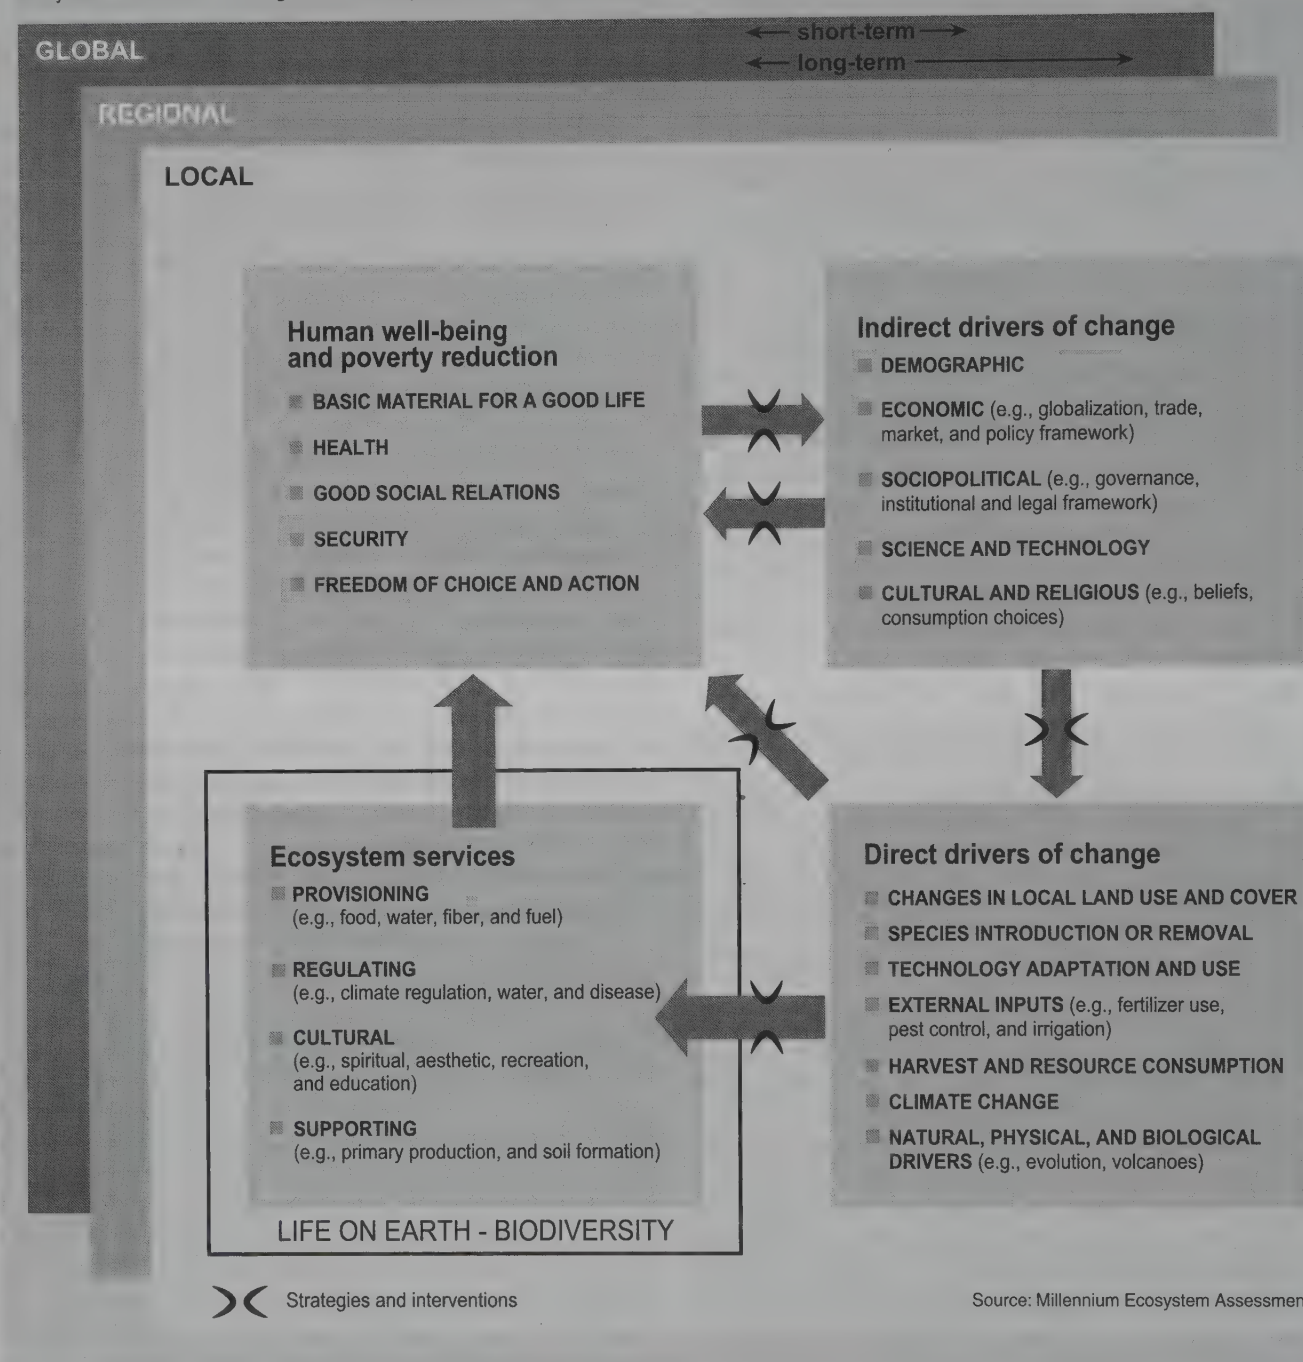 GLOBAL
short-term
long-term
REGIONAL
LOCAL
Human well-being
and poverty reduction
BASIC MATERIAL FOR A GOOD LIFE
HEALTH
GOOD SOCIAL RELATIONS
SECURITY
FREEDOM OF CHOICE AND ACTION
Indirect drivers of change
DEMOGRAPHIC
ECONOMIC (e.g., globalization, trade,
market, and policy framework)
SOCIOPOLITICAL (e.g., governance,
institutional and legal framework)
SCIENCE AND TECHNOLOGY
CULTURAL AND RELIGIOUS (e.g., beliefs,
consumption choices)
Ecosystem services
PROVISIONING
(e.g., food, water, fiber, and fuel)
REGULATING
(e.g., climate regulation, water, and disease)
CULTURAL
(e.g., spiritual, aesthetic, recreation,
and education)
SUPPORTING
(e.g., primary production, and soil formation)
LIFE ON EARTH - BIODIVERSITY
Direct drivers of change
CHANGES IN LOCAL LAND USE AND COVER
SPECIES INTRODUCTION OR REMOVAL
TECHNOLOGY ADAPTATION AND USE
EXTERNAL INPUTS (e.g., fertilizer use,
pest control, and irrigation)
HARVEST AND RESOURCE CONSUMPTION
CLIMATE CHANGE
NATURAL, PHYSICAL, AND BIOLOGICAL
DRIVERS (e.g., evolution, volcanoes)
Strategies and interventions
Source: Millennium Ecosystem Assessmen